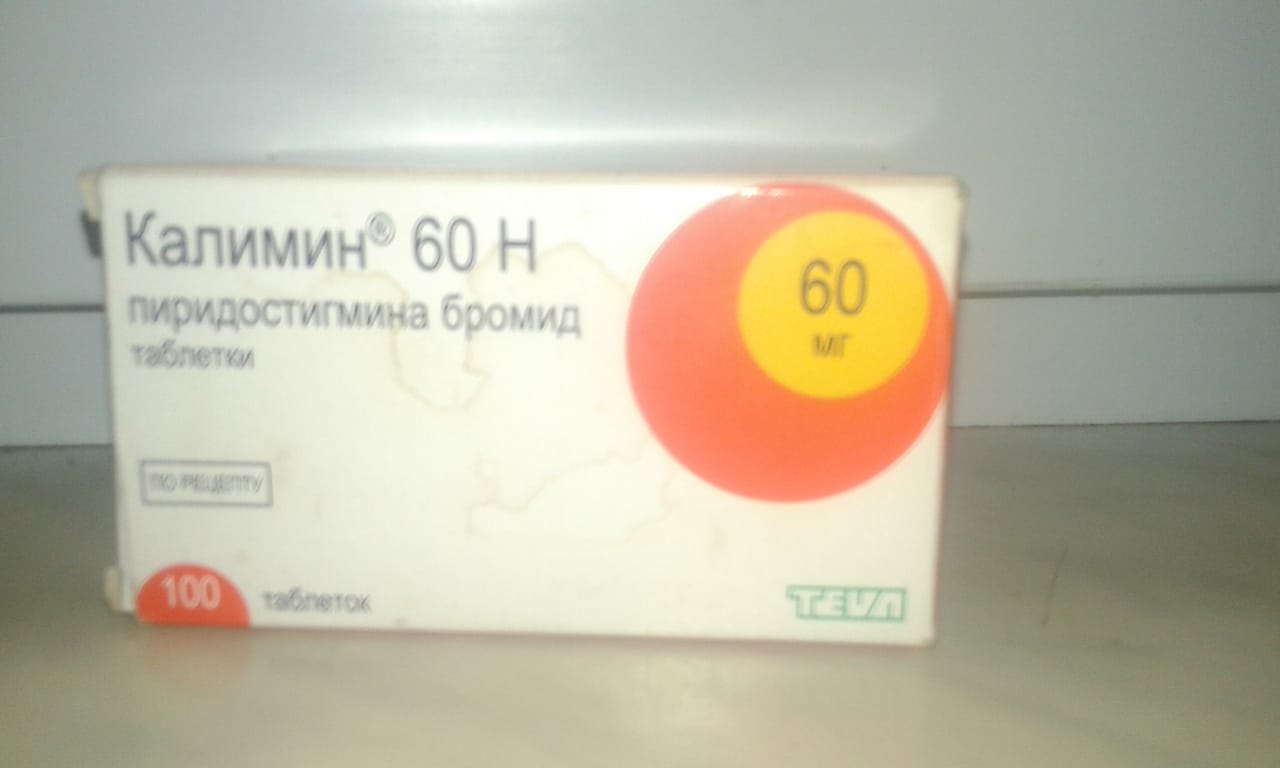 Калимин® 60 Н
пиридостигмина бромид
таблетки
60
мг
ПО РЕЦЕПТУ
100 таблеток
TEVA